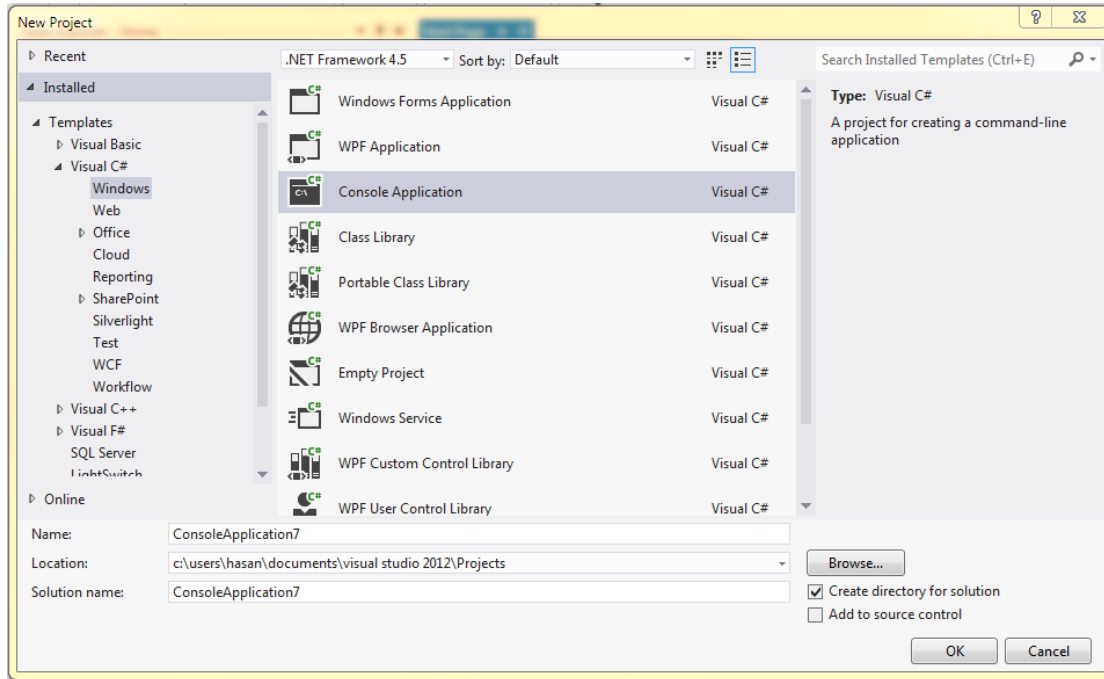 New Project
Recent
.NET Framework 4.5
Sort by: Default
Search Installed Templates (Ctrl+E)
Installed
Templates
Visual Basic
Visual C#
Windows
Web
Office
Cloud
Reporting
SharePoint
Silverlight
Test
WCF
Workflow
Visual C++
Visual F#
SQL Server
LightSwitch
Online
Windows Forms Application Visual C#
WPF Application Visual C#
Console Application Visual C#
Class Library Visual C#
Portable Class Library Visual C#
WPF Browser Application Visual C#
Empty Project Visual C#
Windows Service Visual C#
WPF Custom Control Library Visual C#
WPF User Control Library Visual C#
Type: Visual C#
A project for creating a command-line
application
Name: ConsoleApplication7
Location: c:\users\hasan\documents\visual studio 2012\Projects
Browse...
Solution name: ConsoleApplication7
Create directory for solution
Add to source control
OK
Cancel